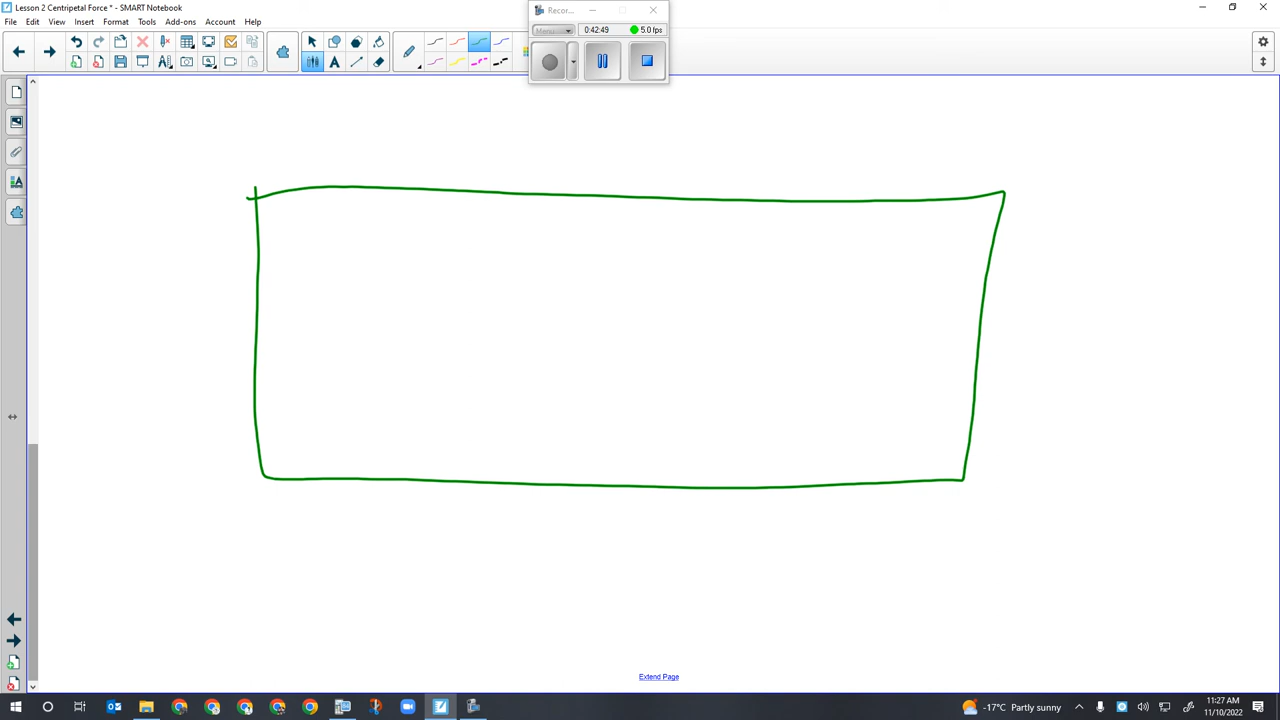 Lesson 2 Centripetal Force * - SMART Notebook
File Edit View Insert Format Tools Add-ons Account Help
Recor...
Menu
0:42:49
5.0 fps
Extend Page
-17°C Partly sunny
11:27 AM
11/10/2022